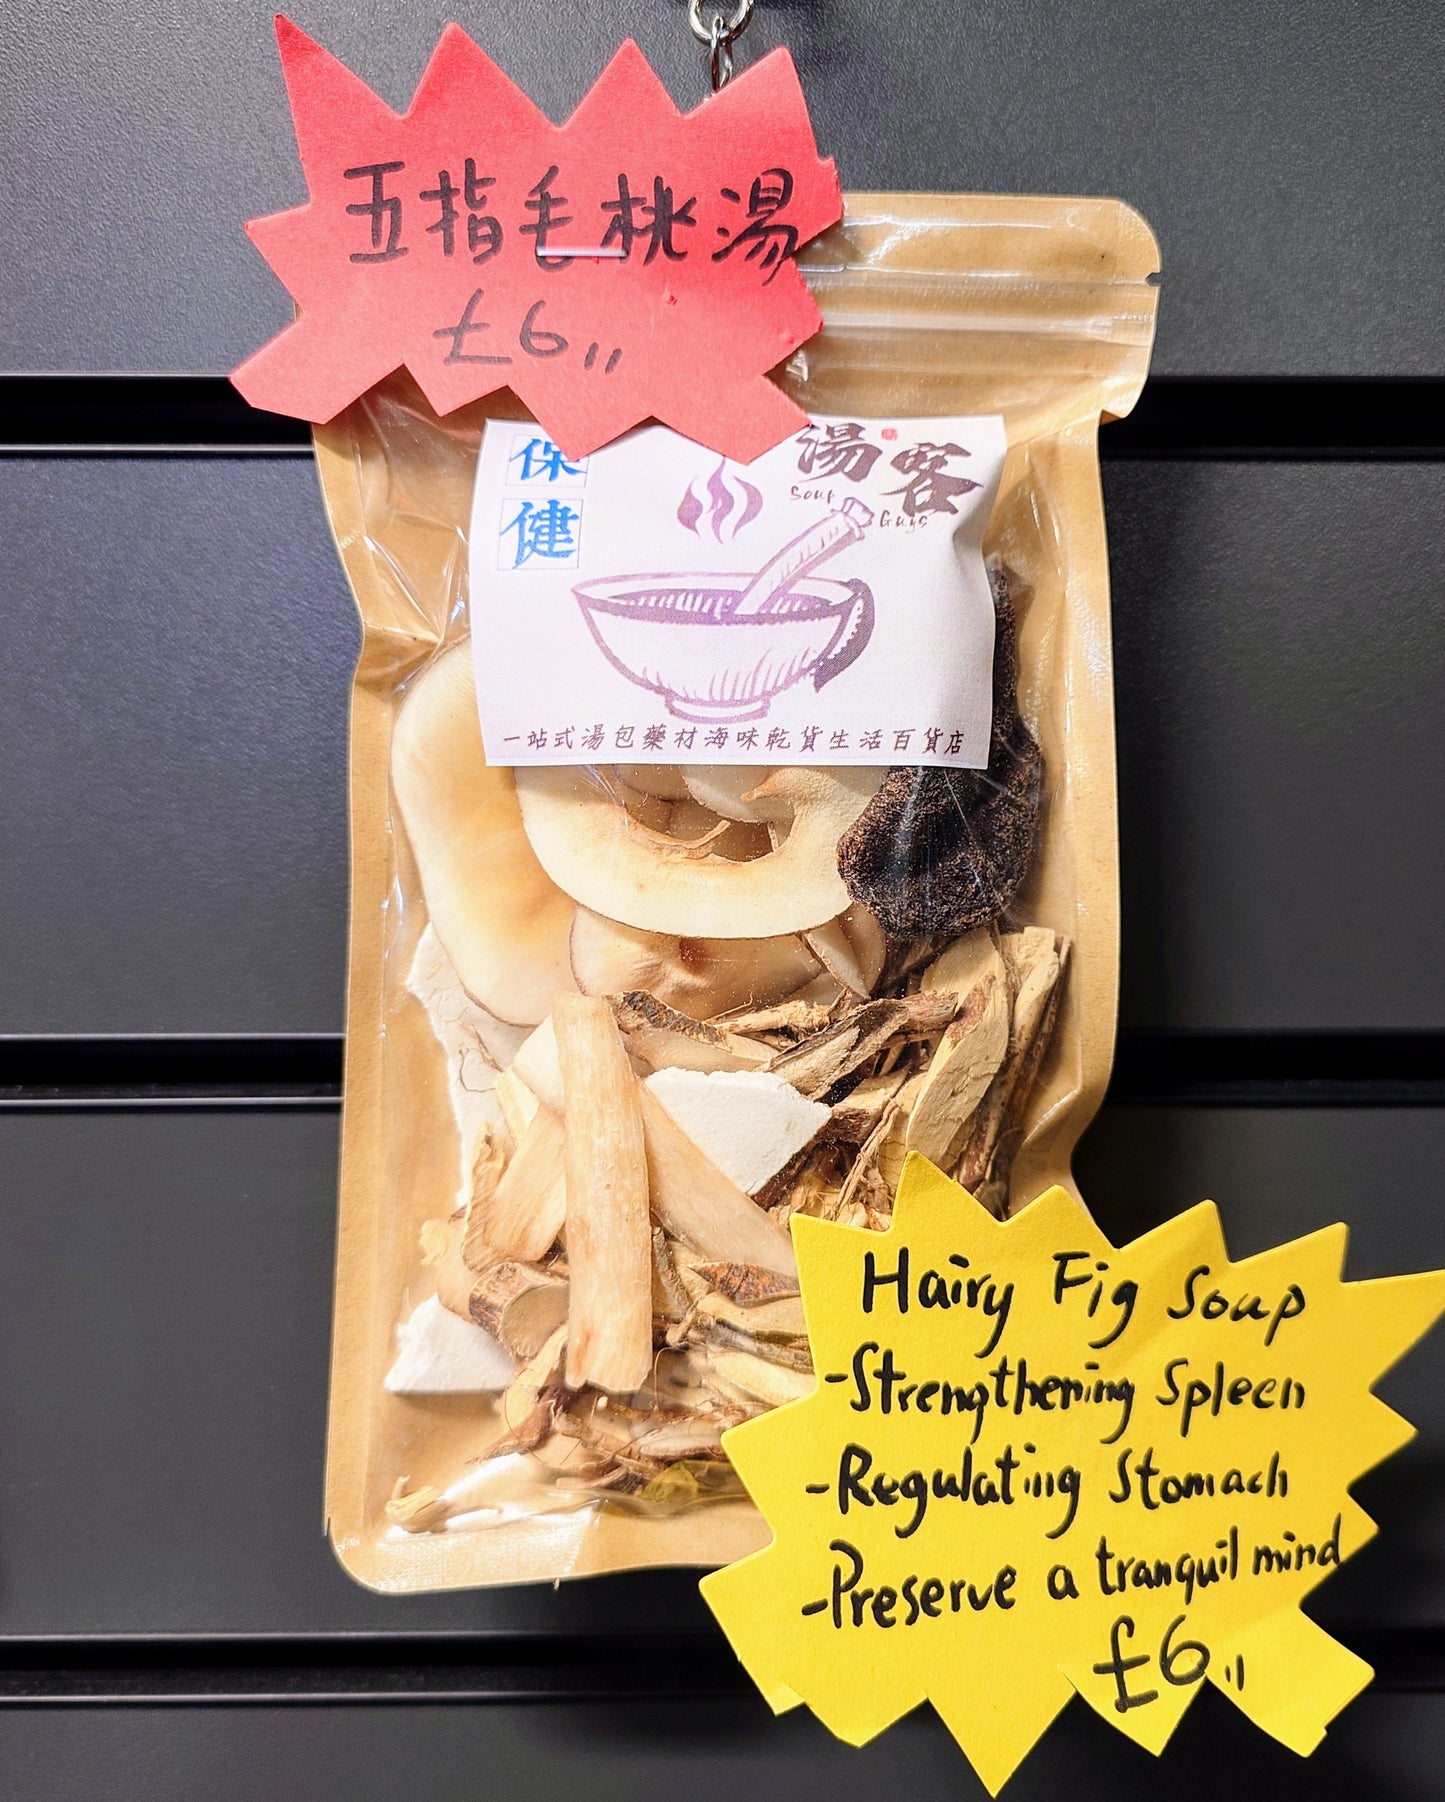 五指毛桃湯
£6,,
保健
湯客
Soup Guys
一站式湯包藥材海味乾貨生活百貨店
Hairy Fig Soup
-Strengthening Spleen
-Regulating Stomach
-Preserve a tranquil mind
£6,,